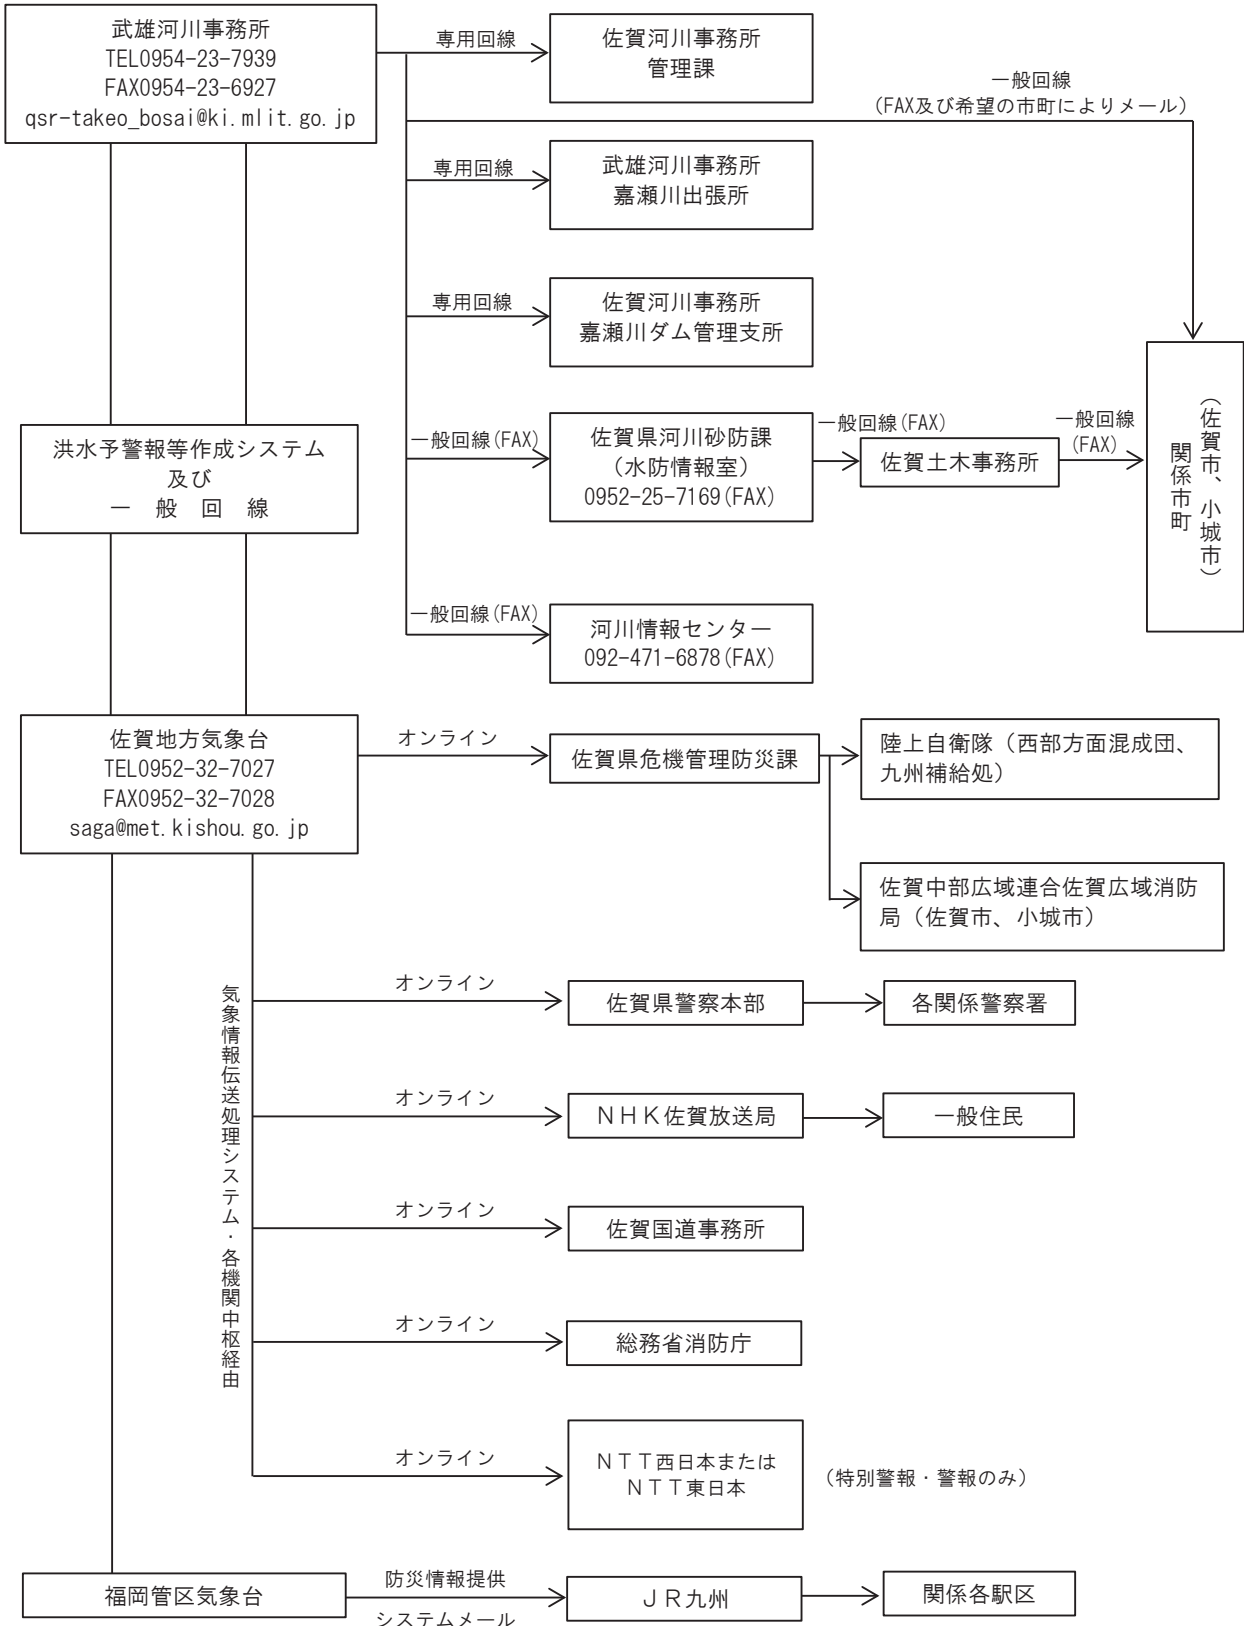 武雄河川事務所
TEL0954-23-7939
FAX0954-23-6927
qsr-takeo_bosai@ki.mlit.go.jp
専用回線
佐賀河川事務所
管理課
一般回線
（FAX及び希望の市町によりメール）
専用回線
武雄河川事務所
嘉瀬川出張所
専用回線
佐賀河川事務所
嘉瀬川ダム管理支所
洪水予警報等作成システム
及び
一　般　回　線
一般回線(FAX)
佐賀県河川砂防課
（水防情報室）
0952-25-7169(FAX)
一般回線(FAX)
佐賀土木事務所
一般回線
(FAX)
関係市町
（佐賀市、小城市）
一般回線(FAX)
河川情報センター
092-471-6878(FAX)
佐賀地方気象台
TEL0952-32-7027
FAX0952-32-7028
saga@met.kishou.go.jp
オンライン
佐賀県危機管理防災課
陸上自衛隊（西部方面混成団、
九州補給処）
佐賀中部広域連合佐賀広域消防
局（佐賀市、小城市）
気象情報伝送処理システム・各機関中枢経由
オンライン
佐賀県警察本部
各関係警察署
オンライン
ＮＨＫ佐賀放送局
一般住民
オンライン
佐賀国道事務所
オンライン
総務省消防庁
オンライン
ＮＴＴ西日本または
ＮＴＴ東日本
（特別警報・警報のみ）
福岡管区気象台
防災情報提供
システムメール
ＪＲ九州
関係各駅区